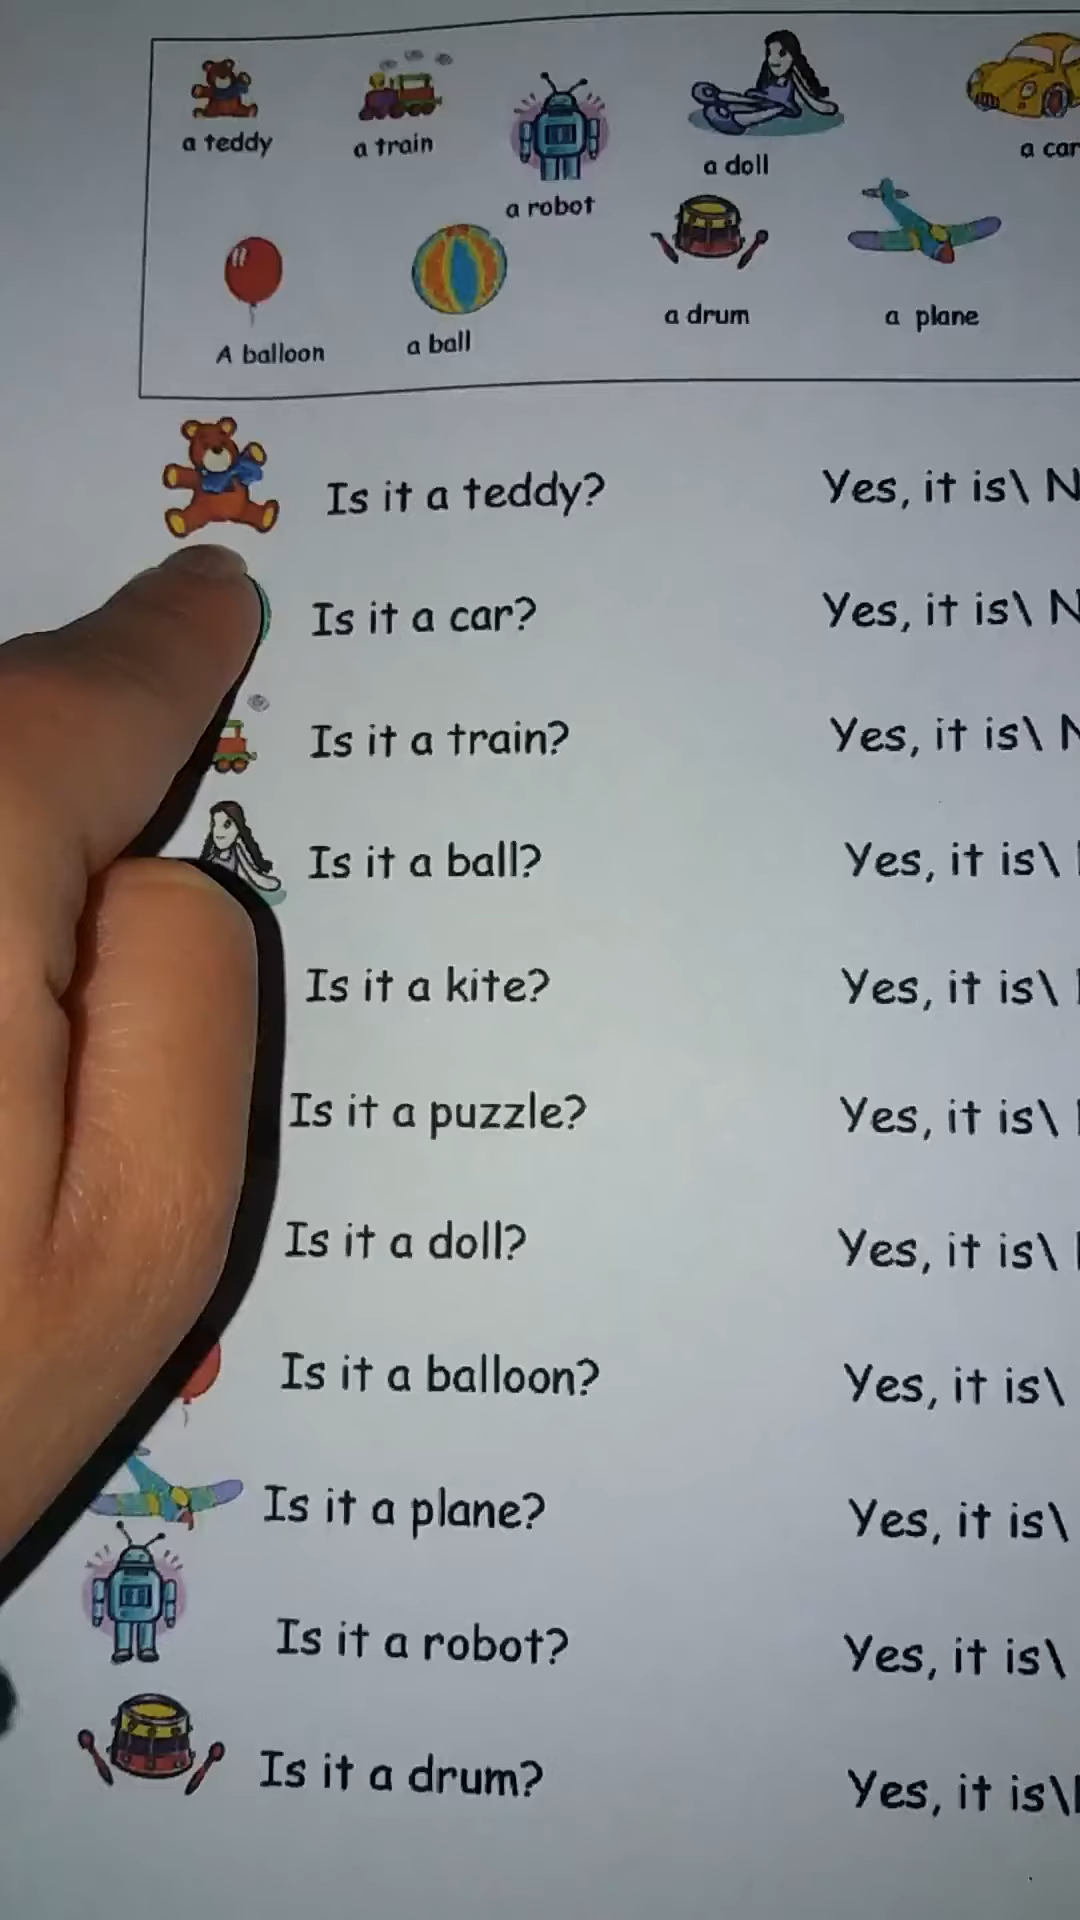 a teddy a train a robot a doll a car
A balloon a ball a drum a plane
Is it a teddy? Yes, it is\ N
Is it a car? Yes, it is\ N
Is it a train? Yes, it is\ N
Is it a ball? Yes, it is\
Is it a kite? Yes, it is\
Is it a puzzle? Yes, it is\
Is it a doll? Yes, it is\
Is it a balloon? Yes, it is\
Is it a plane? Yes, it is\
Is it a robot? Yes, it is\
Is it a drum? Yes, it is\